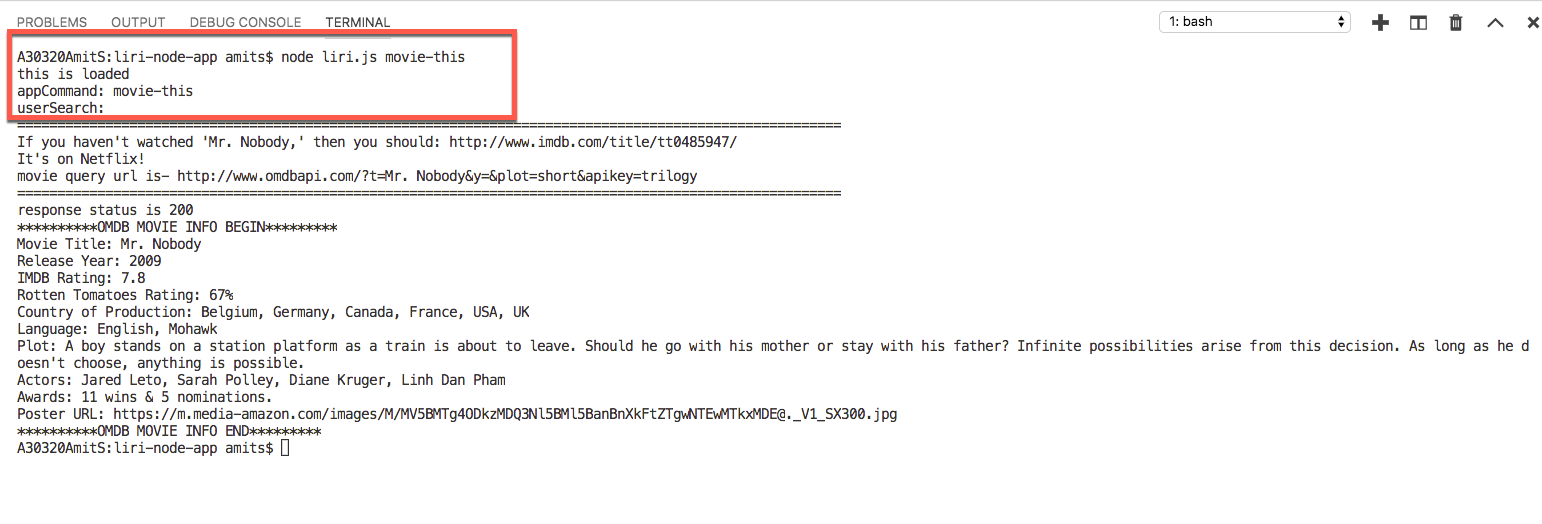 PROBLEMS OUTPUT DEBUG CONSOLE TERMINAL 1: bash
A30320AmitS:liri-node-app amits$ node liri.js movie-this
this is loaded
appCommand: movie-this
userSearch:
=======================================================================================================
If you haven't watched 'Mr. Nobody,' then you should: http://www.imdb.com/title/tt0485947/
It's on Netflix!
movie query url is- http://www.omdbapi.com/?t=Mr. Nobody&y=&plot=short&apikey=trilogy
=======================================================================================================
response status is 200
**********OMDB MOVIE INFO BEGIN*********
Movie Title: Mr. Nobody
Release Year: 2009
IMDB Rating: 7.8
Rotten Tomatoes Rating: 67%
Country of Production: Belgium, Germany, Canada, France, USA, UK
Language: English, Mohawk
Plot: A boy stands on a station platform as a train is about to leave. Should he go with his mother or stay with his father? Infinite possibilities arise from this decision. As long as he d
oesn't choose, anything is possible.
Actors: Jared Leto, Sarah Polley, Diane Kruger, Linh Dan Pham
Awards: 11 wins & 5 nominations.
Poster URL: https://m.media-amazon.com/images/M/MV5BMTg4ODkzMDQ3Nl5BMl5BanBnXkFtZTgwNTEwMTkxMDE@._V1_SX300.jpg
**********OMDB MOVIE INFO END*********
A30320AmitS:liri-node-app amits$